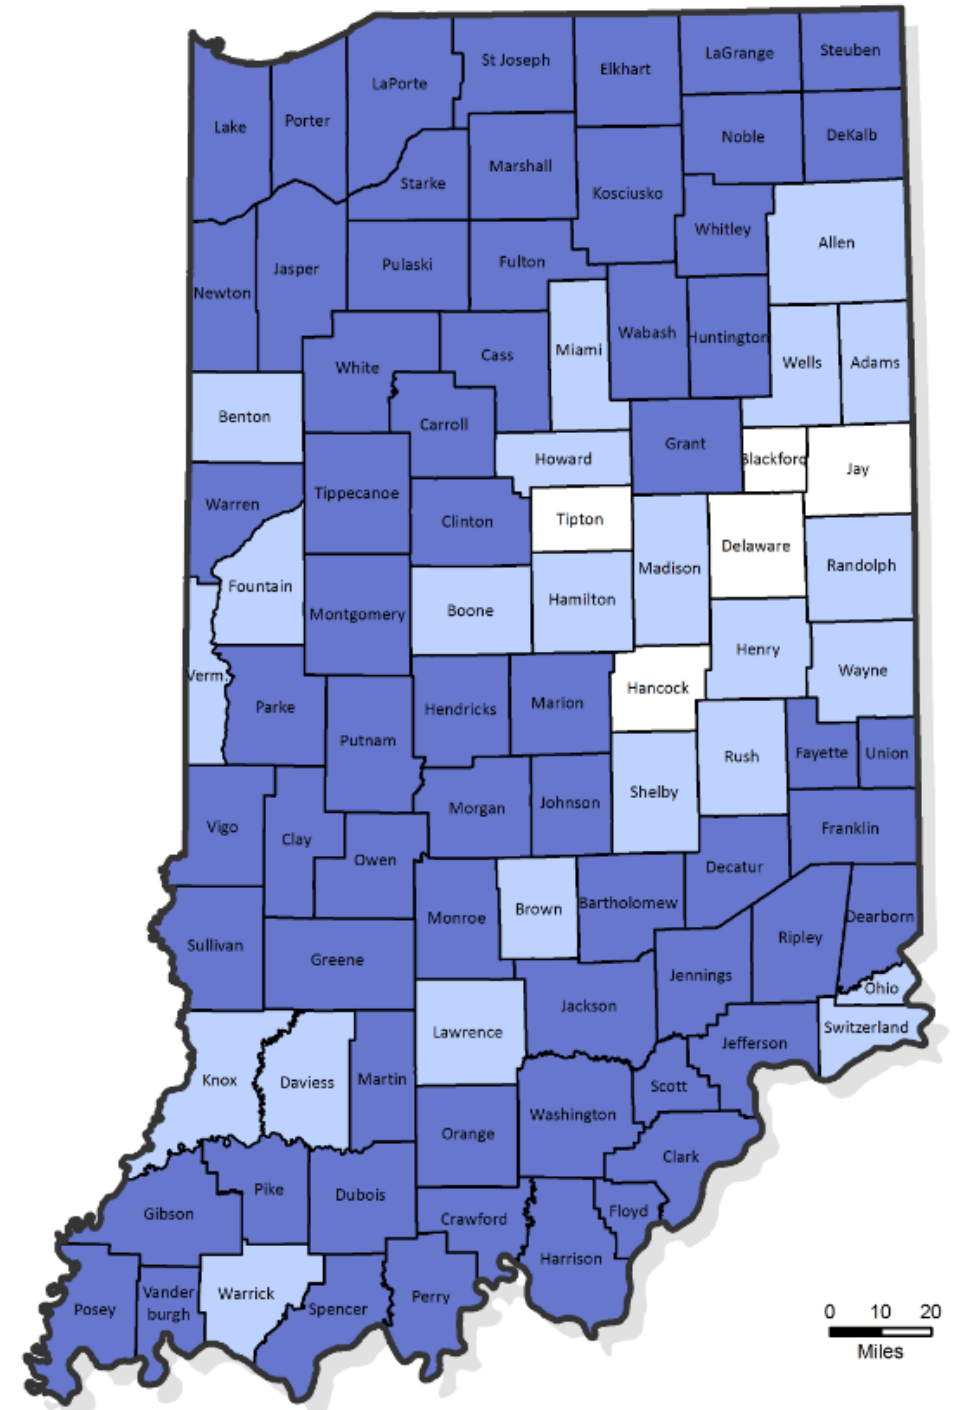 St Joseph
LaGrange
Steuben
Elkhart
LaPorte
Lake
Porter
Noble
DeKalb
Marshall
Starke
Kosciusko
Whitley
Allen
Jasper
Pulaski
Fulton
Newton
Miami
Wabash
Huntington
White
Cass
Wells
Adams
Benton
Carroll
Grant
Howard
Blackford
Jay
Warren
Tippecanoe
Clinton
Tipton
Delaware
Madison
Randolph
Fountain
Montgomery
Boone
Hamilton
Henry
Verm.
Wayne
Hancock
Parke
Hendricks
Marion
Putnam
Rush
Fayette
Union
Shelby
Morgan
Johnson
Vigo
Clay
Franklin
Owen
Decatur
Brown
Bartholomew
Monroe
Dearborn
Sullivan
Ripley
Greene
Jennings
Ohio
Jackson
Lawrence
Switzerland
Jefferson
Knox
Daviess
Martin
Scott
Washington
Orange
Clark
Pike
Dubois
Gibson
Crawford
Floyd
Harrison
Warrick
Vander
burgh
Posey
Spencer
Perry
0 10 20
Miles